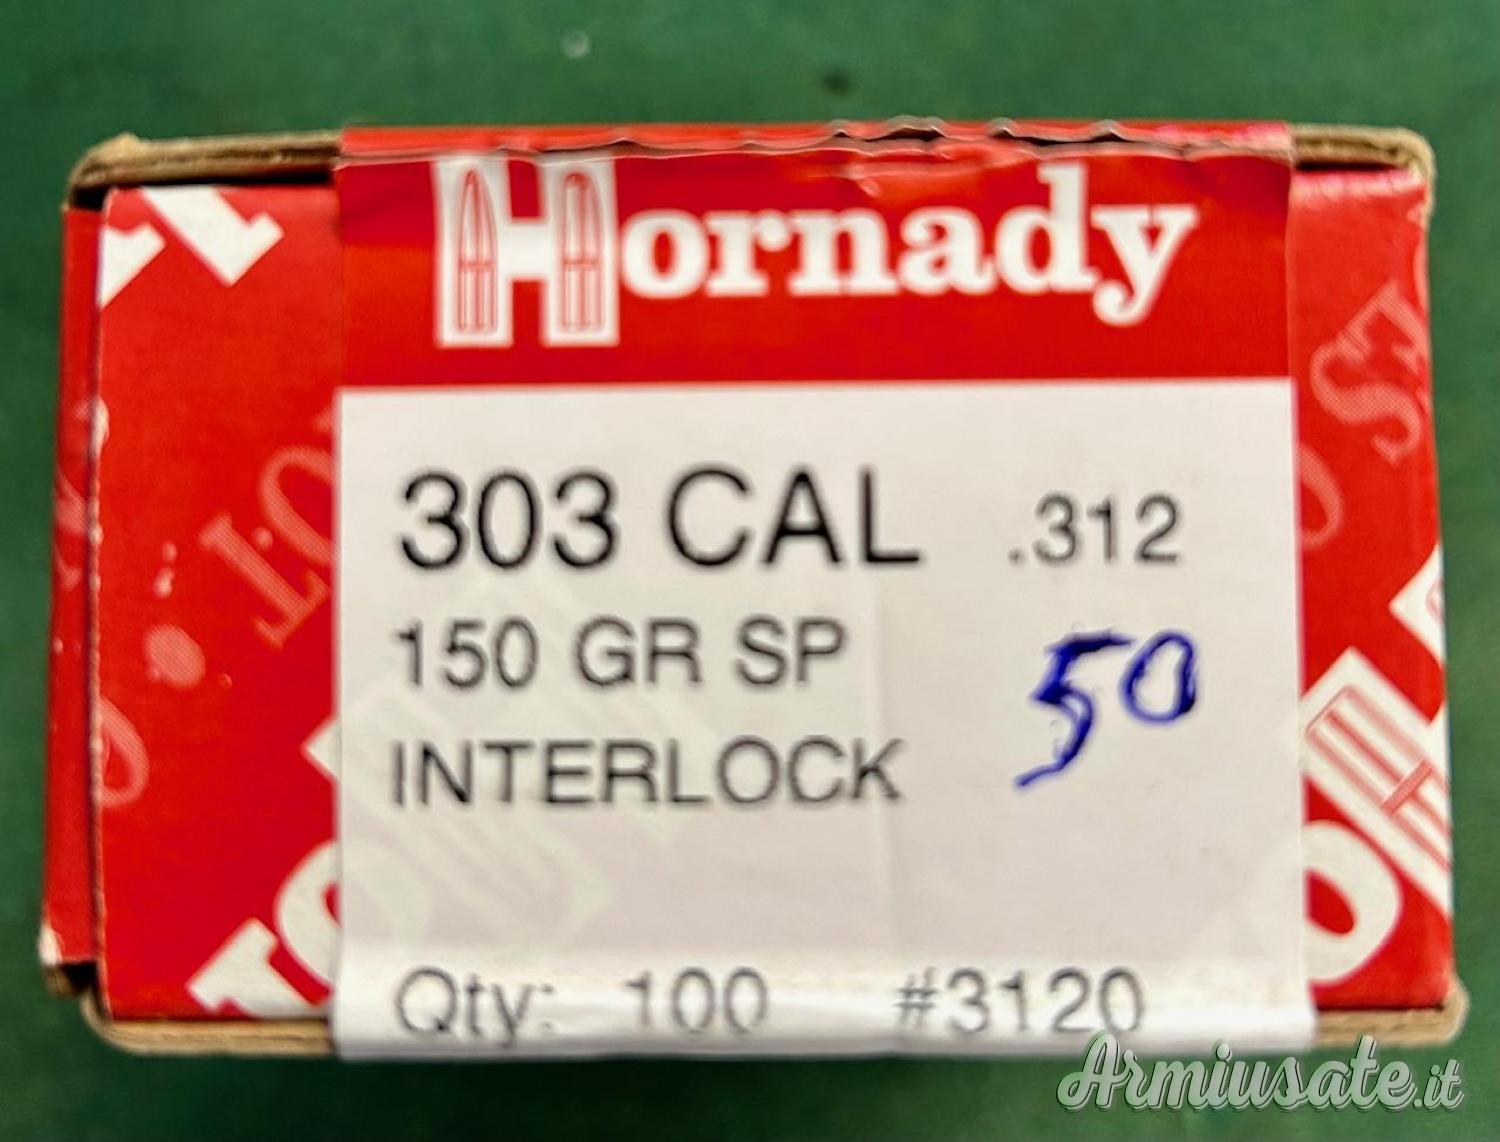 Hornady
303 CAL .312
150 GR SP
50
INTERLOCK
Qty: 100 #3120
Armiusate.it